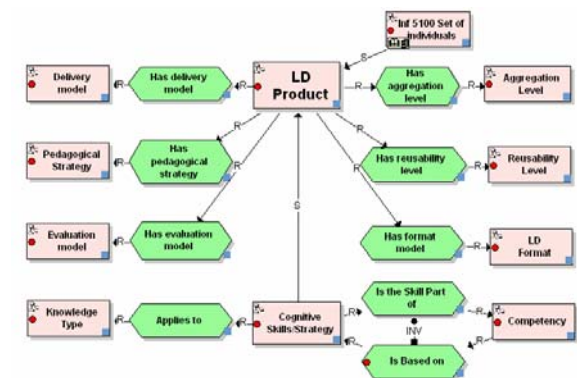 Inf 5100 Set of
individuals
S
Delivery
model
R
Has delivery
model
R
LD
Product
R
Has
aggregation
level
R
Aggregation
Level
R
R
R
R
Pedagogical
Strategy
R
Has
pedagogical
strategy
Has reusability
level
R
Reusability
Level
Evaluation
model
R
Has evaluation
model
Has format
model
R
LD
Format
S
Knowledge
Type
R
Applies to
R
Cognitive
Skills/Strategy
R
Is the Skill Part
of
R
Competency
INV
R
Is Based on
R